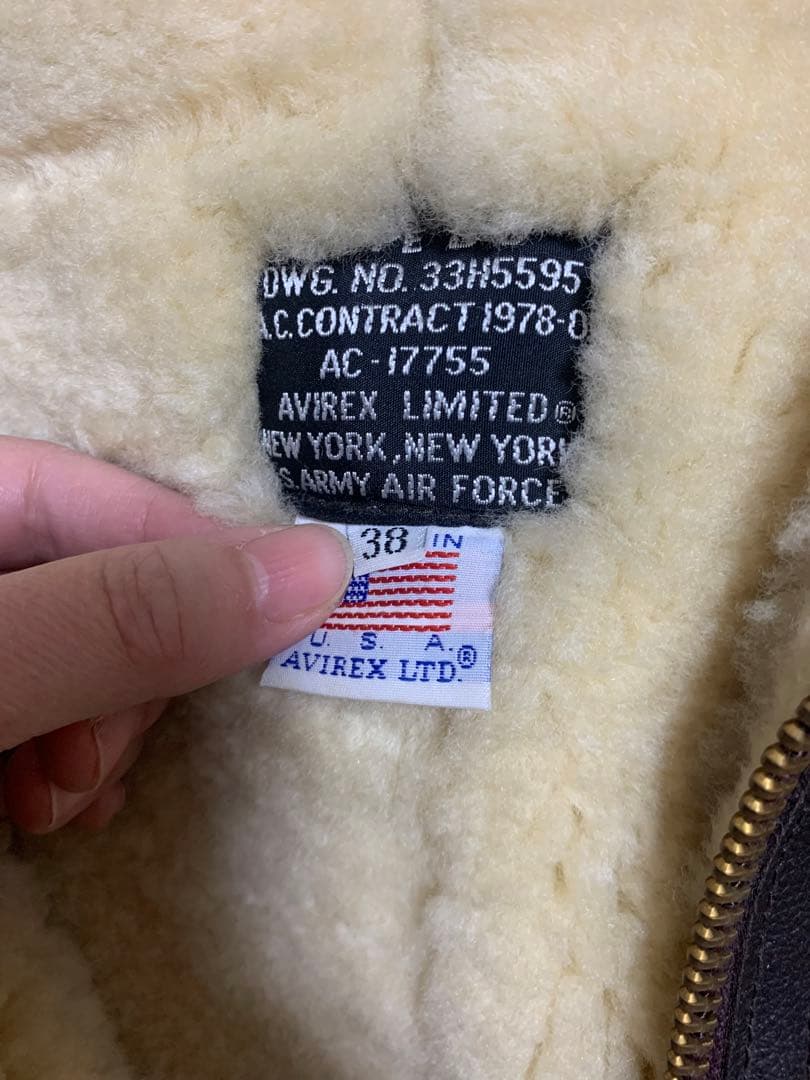 DWG. NO. 33H5595
A.C. CONTRACT 1978-0
AC-17755
AVIREX LIMITED®
NEW YORK, NEW YORK
S. ARMY AIR FORCE
38 IN
U. S. A.
AVIREX LTD.®